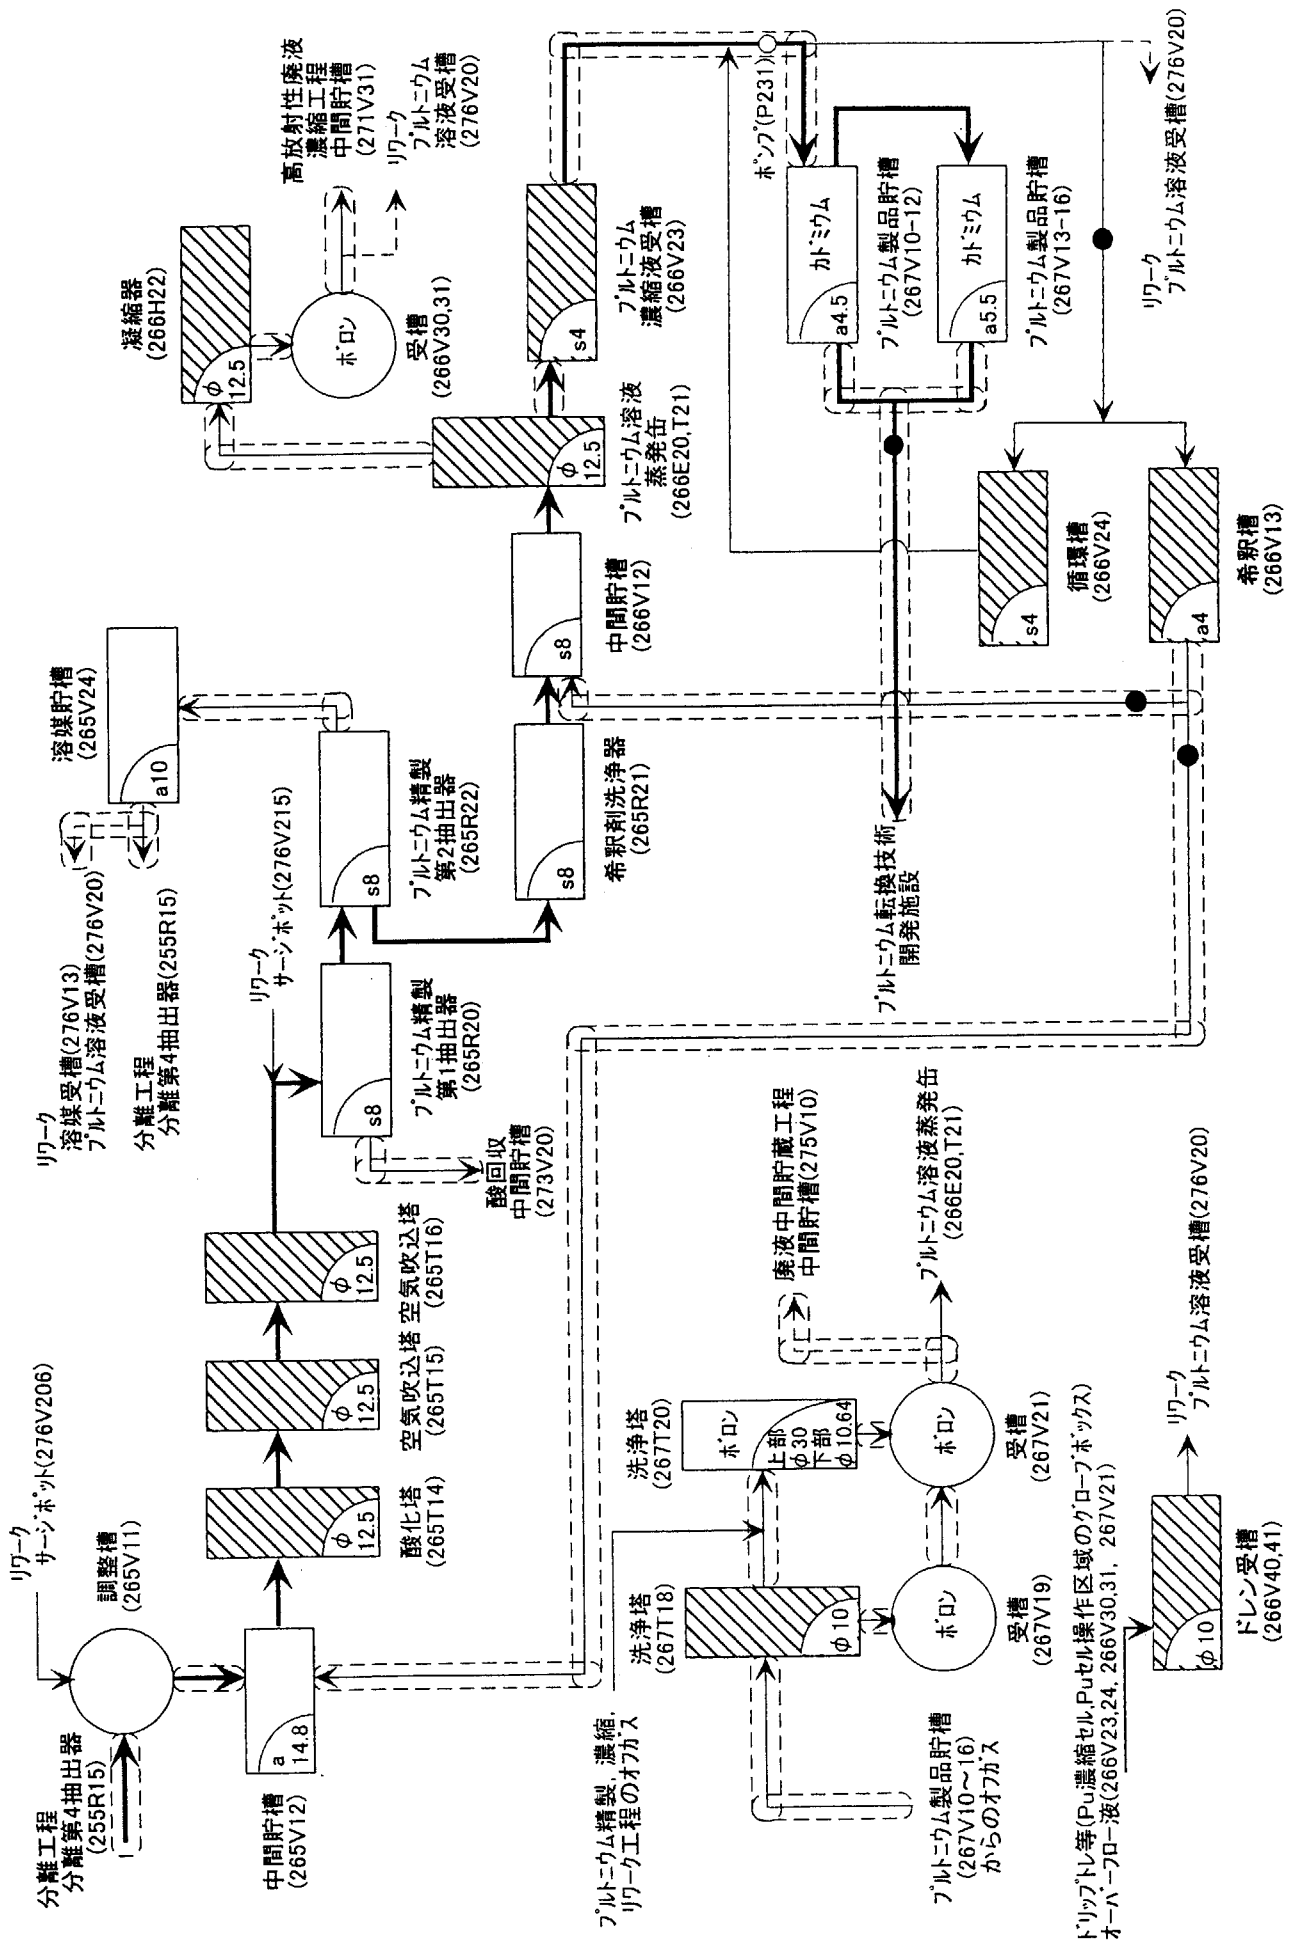 リワーク
サージポット(276V206)
分離工程
分離第4抽出器
(255R15)
調整槽
(265V11)
a
14.8
中間貯槽
(265V12)
φ
12.5
酸化塔
(265T14)
φ
12.5
空気吹込塔
(265T15)
φ
12.5
空気吹込塔
(265T16)
リワーク
サージポット(276V215)
s8
プルトニウム精製
第1抽出器
(265R20)
酸回収
中間貯槽
(273V20)
s8
プルトニウム精製
第2抽出器
(265R22)
リワーク
溶媒受槽(276V13)
プルトニウム溶液受槽(276V20)
分離工程
分離第4抽出器(255R15)
a10
溶媒貯槽
(265V24)
s8
希釈剤洗浄器
(265R21)
s8
中間貯槽
(266V12)
φ
12.5
プルトニウム溶液
蒸発缶
(266E20,T21)
φ
12.5
凝縮器
(266H22)
ボロン
受槽
(266V30,31)
高放射性廃液
濃縮工程
中間貯槽
(271V31)
リワーク
プルトニウム
溶液受槽
(276V20)
s4
プルトニウム
濃縮液受槽
(266V23)
ポンプ(P231)
カドミウム
a4.5
プルトニウム製品貯槽
(267V10-12)
カドミウム
a5.5
プルトニウム製品貯槽
(267V13-16)
リワーク
プルトニウム溶液受槽(276V20)
プルトニウム転換技術
開発施設
s4
循環槽
(266V24)
a4
希釈槽
(266V13)
プルトニウム精製,濃縮,
リワーク工程のオフガス
洗浄塔
(267T18)
φ10
洗浄塔
(267T20)
ボロン
上部
φ30
下部
φ10.64
ボロン
受槽
(267V19)
ボロン
受槽
(267V21)
廃液中間貯蔵工程
中間貯槽(275V10)
プルトニウム溶液蒸発缶
(266E20,T21)
プルトニウム製品貯槽
(267V10～16)
からのオフガス
ドリップトレ等(Pu濃縮セル,Puセル操作区域のグローブボックス)
オーバーフロー液(266V23,24, 266V30,31, 267V21)
φ10
ドレン受槽
(266V40,41)
リワーク
プルトニウム溶液受槽(276V20)